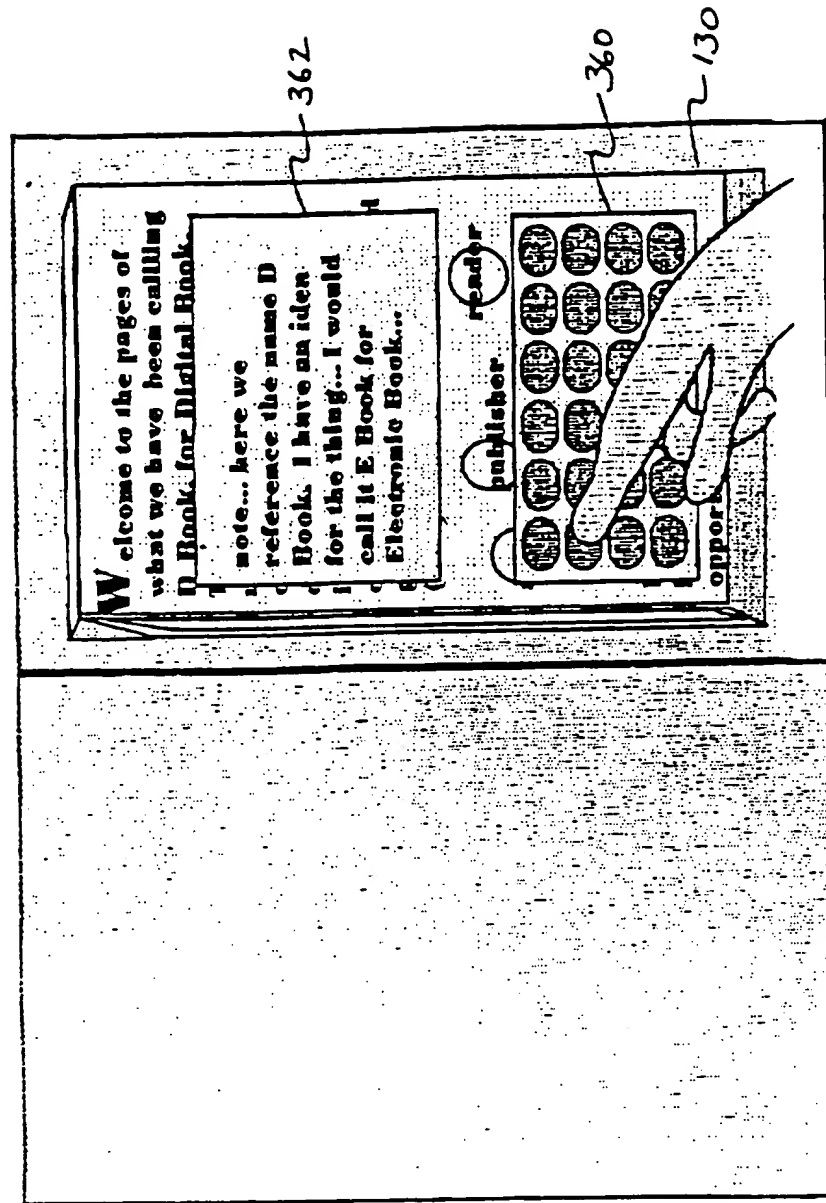 Welcome to the pages of
what we have been callling
D Book, for Digital Book.
note... here we
reference the name D
Book. I have an idea
for the thing... I would
call it E Book for
Electronic Book...
publisher
reader
oppor
362
360
130